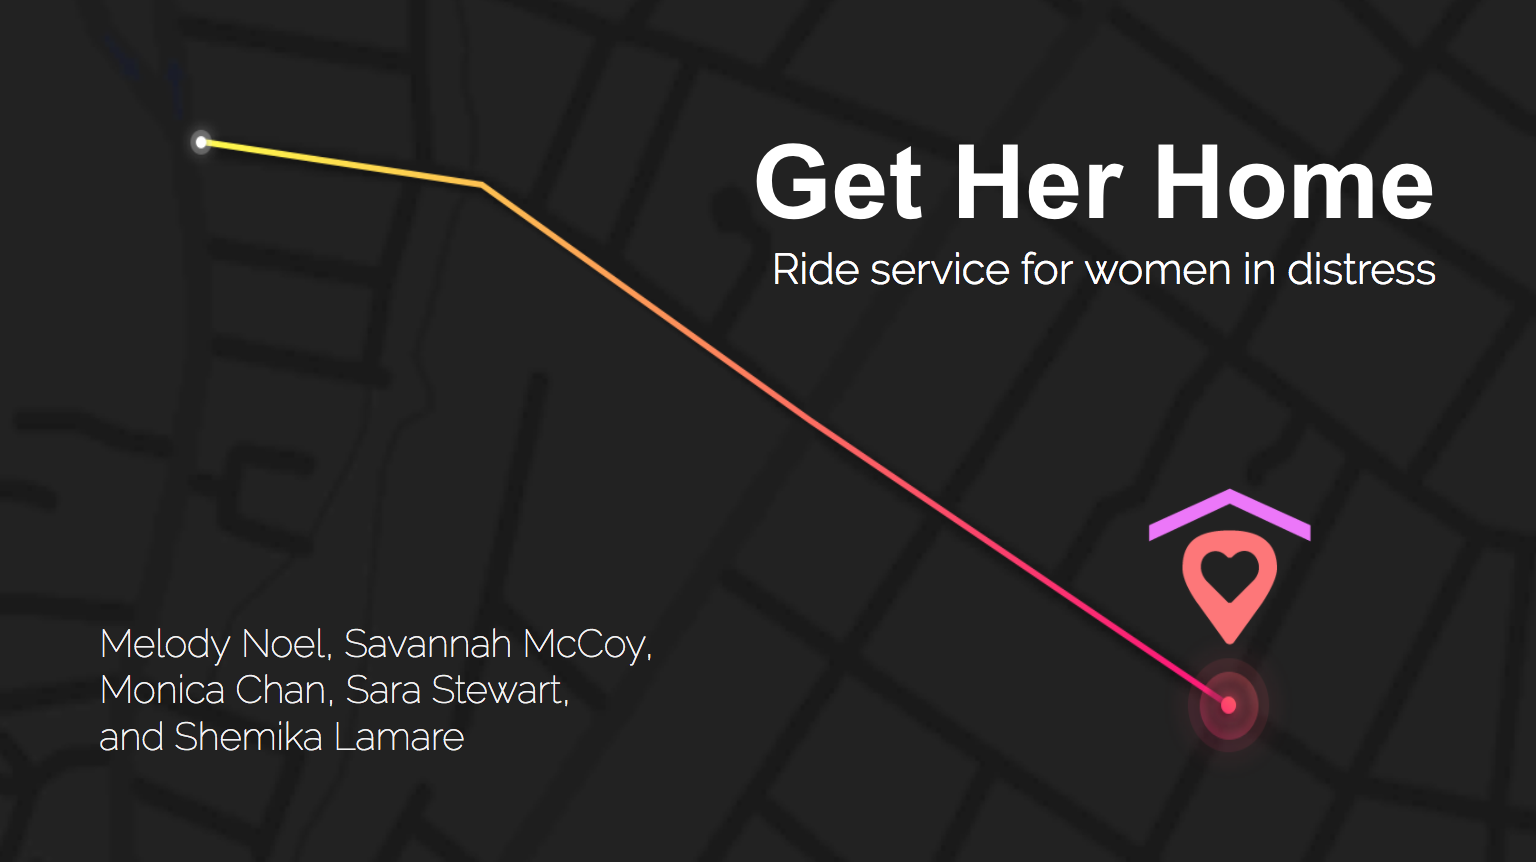 Get Her Home
Ride service for women in distress
Melody Noel, Savannah McCoy,
Monica Chan, Sara Stewart,
and Shemika Lamare